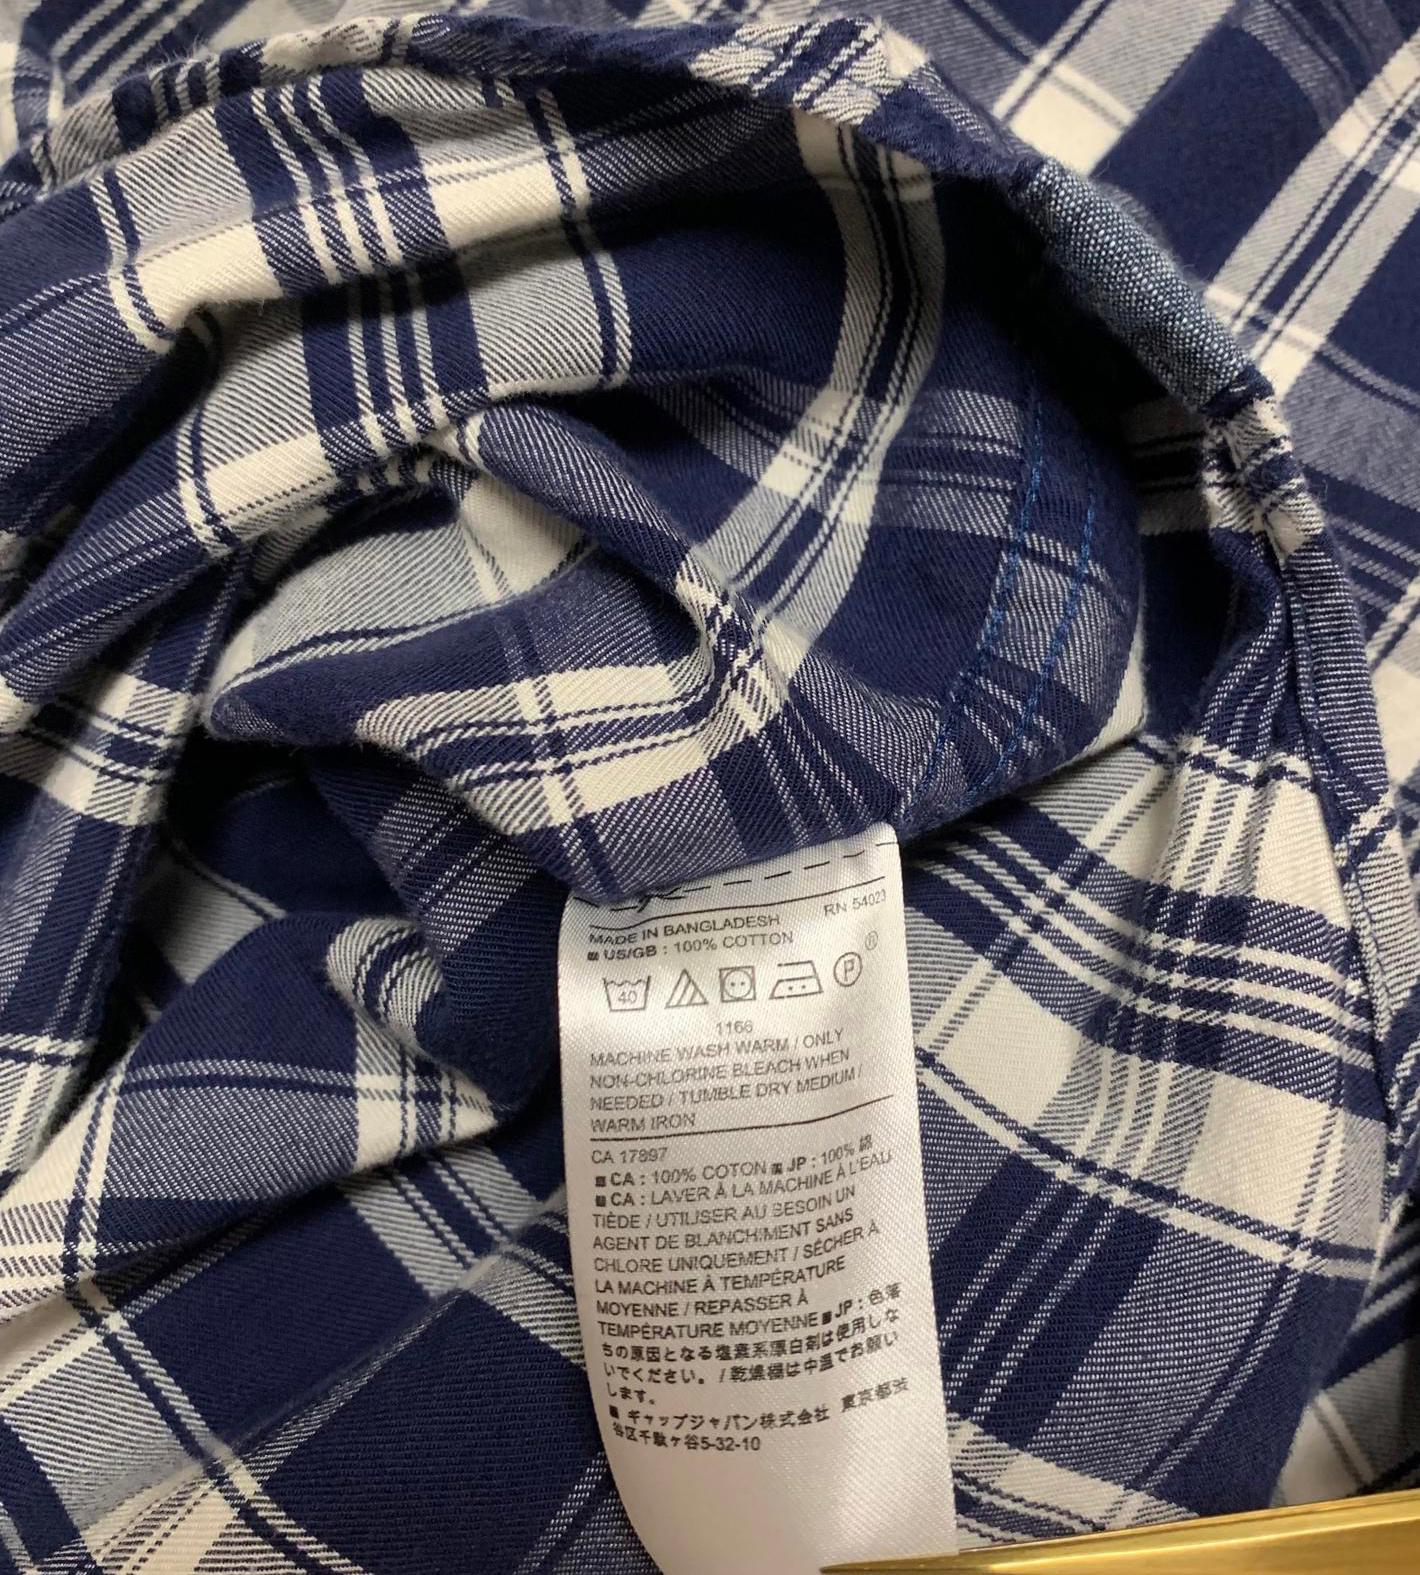 RN 54023
MADE IN BANGLADESH
■ US/GB : 100% COTTON
40 P ®
1166
MACHINE WASH WARM / ONLY
NON-CHLORINE BLEACH WHEN
NEEDED / TUMBLE DRY MEDIUM /
WARM IRON
CA 17897
■ CA : 100% COTON ■ JP : 100% 綿
■ CA : LAVER À LA MACHINE À L'EAU
TIÈDE / UTILISER AU BESOIN UN
AGENT DE BLANCHIMENT SANS
CHLORE UNIQUEMENT / SÉCHER À
LA MACHINE À TEMPÉRATURE
MOYENNE / REPASSER À
TEMPÉRATURE MOYENNE ■ JP : 色落
ちの原因となる塩素系漂白剤は使用しな
いでください。 / 乾燥機は中温でお願い
します。
■ ギャップジャパン株式会社 東京都渋
谷区千駄ヶ谷5-32-10